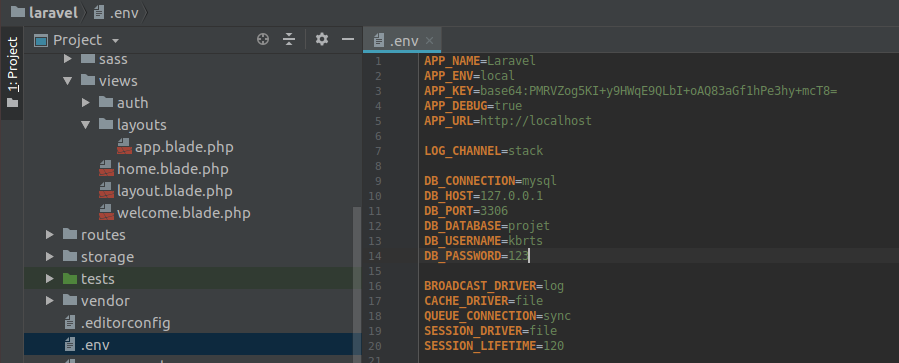 laravel .env
1: Project
Project
sass
views
auth
layouts
app.blade.php
home.blade.php
layout.blade.php
welcome.blade.php
routes
storage
tests
vendor
.editorconfig
.env
.env
1 APP_NAME=Laravel
2 APP_ENV=local
3 APP_KEY=base64:PMRVZog5KI+y9HWqE9QLbI+oAQ83aGf1hPe3hy+mcT8=
4 APP_DEBUG=true
5 APP_URL=http://localhost
6
7 LOG_CHANNEL=stack
8
9 DB_CONNECTION=mysql
10 DB_HOST=127.0.0.1
11 DB_PORT=3306
12 DB_DATABASE=projet
13 DB_USERNAME=kbrts
14 DB_PASSWORD=123
15
16 BROADCAST_DRIVER=log
17 CACHE_DRIVER=file
18 QUEUE_CONNECTION=sync
19 SESSION_DRIVER=file
20 SESSION_LIFETIME=120
21